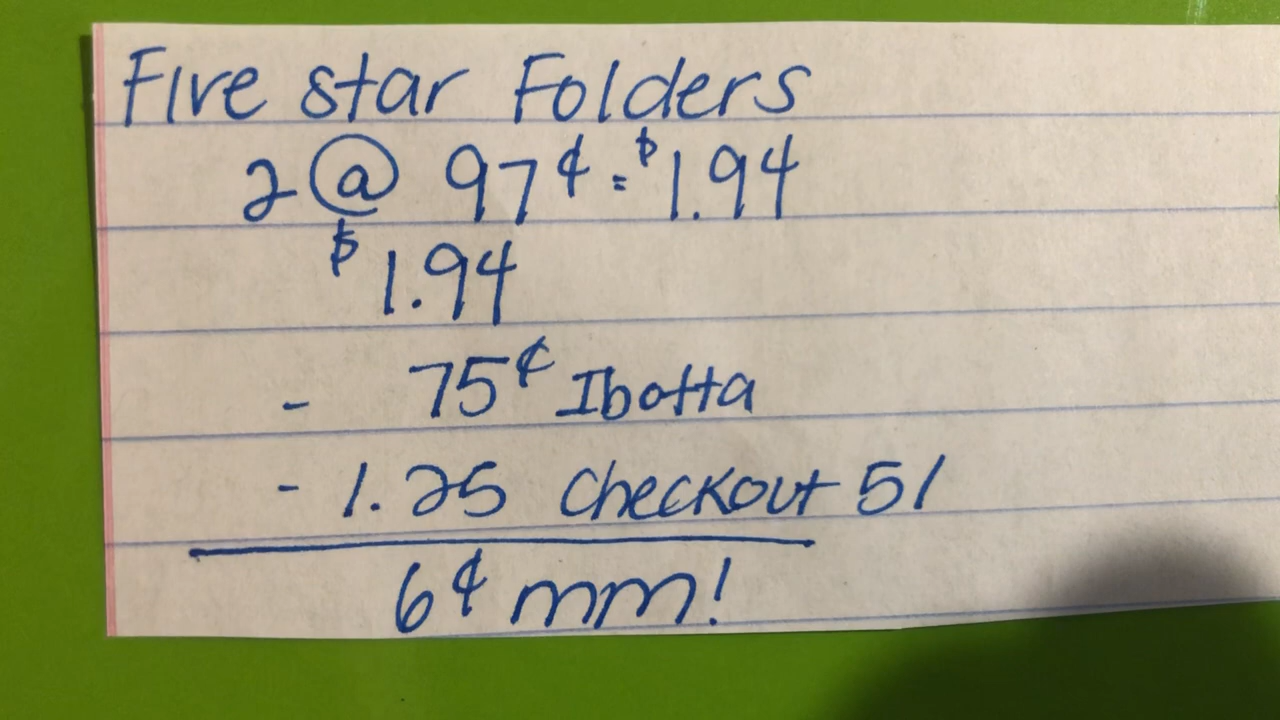 Five star Folders
2 @ 97¢ = $1.94
$1.94
- 75¢ Ibotta
- 1.25 Checkout 51
6¢ mm!